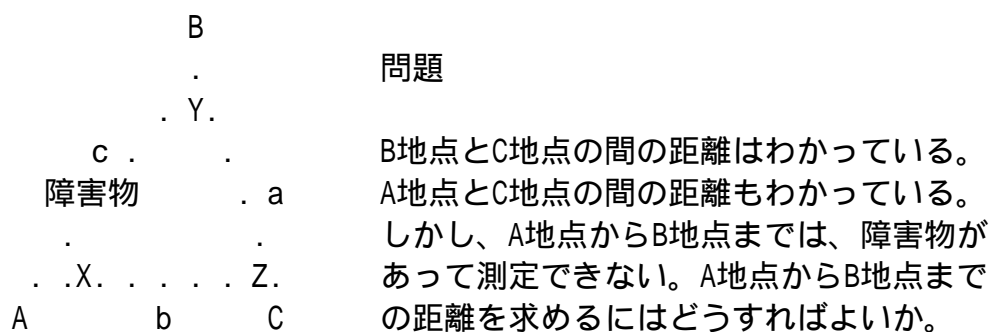 B
. 問題
. Y.
c . . B地点とC地点の間の距離はわかっている。
障害物 . a A地点とC地点の間の距離もわかっている。
. . しかし、A地点からB地点までは、障害物が
. .X. . . . . Z. あって測定できない。A地点からB地点まで
A b C の距離を求めるにはどうすればよいか。